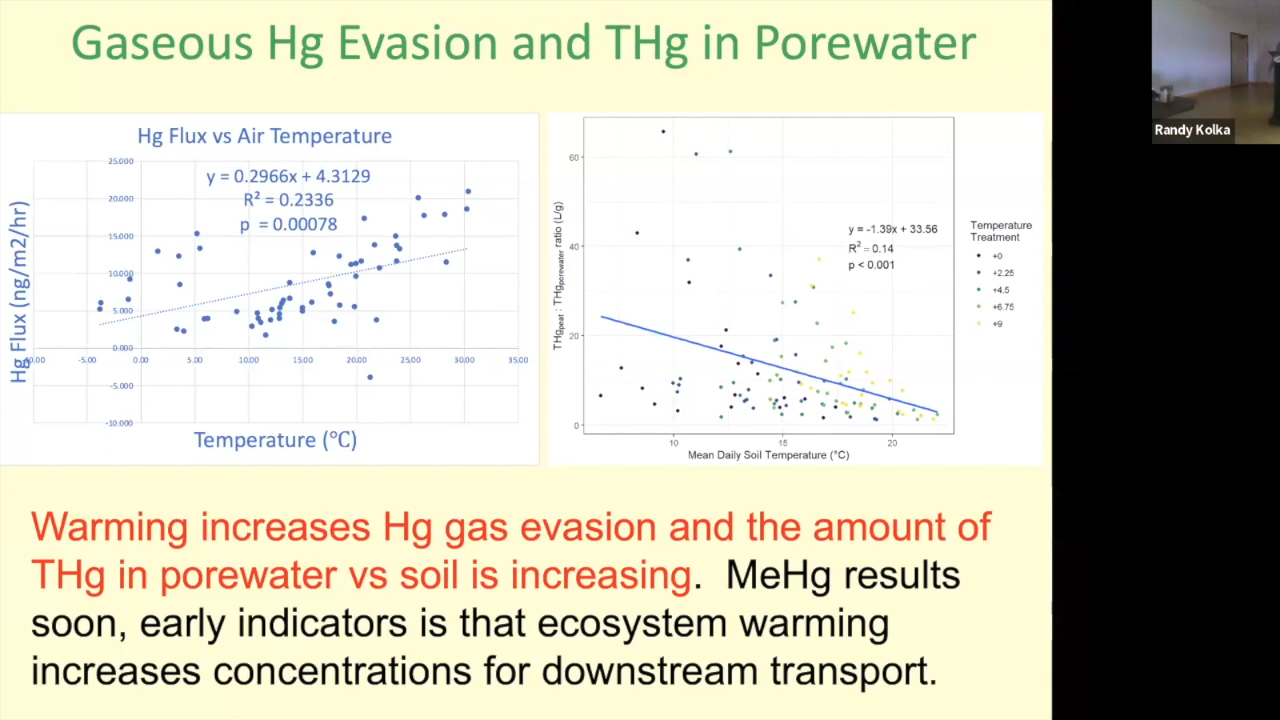 Gaseous Hg Evasion and THg in Porewater
Randy Kolka
Hg Flux vs Air Temperature
y = 0.2966x + 4.3129
R² = 0.2336
p = 0.00078
25.000
20.000
15.000
10.000
5.000
0.000
-5.000
-10.000
-5.00
0.00
5.00
10.00
15.00
20.00
25.00
30.00
35.00
Hg Flux (ng/m2/hr)
Temperature (°C)
THgpeat : THgporewater ratio (L/g)
60
40
20
0
10
15
20
Mean Daily Soil Temperature (°C)
y = -1.39x + 33.56
R² = 0.14
p < 0.001
Temperature
Treatment
+0
+2.25
+4.5
+6.75
+9
Warming increases Hg gas evasion and the amount of
THg in porewater vs soil is increasing. MeHg results
soon, early indicators is that ecosystem warming
increases concentrations for downstream transport.